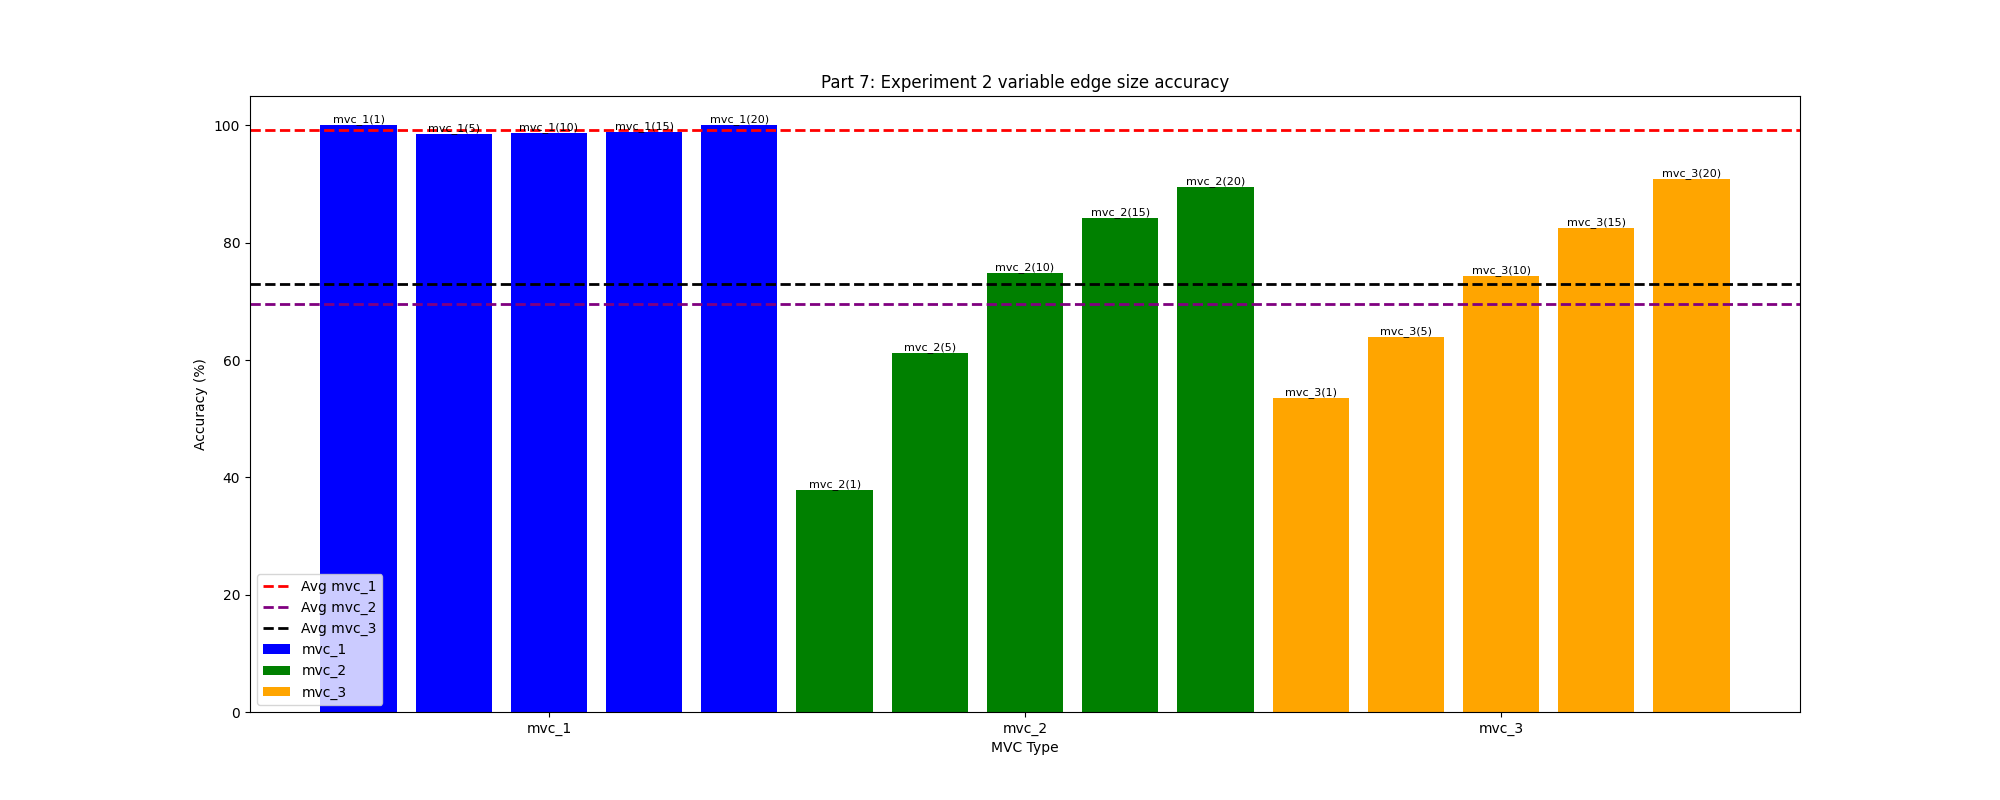 Part 7: Experiment 2 variable edge size accuracy
Accuracy (%)
100
80
60
40
20
0
mvc_1(1)
mvc_1(5)
mvc_1(10)
mvc_1(15)
mvc_1(20)
mvc_2(1)
mvc_2(5)
mvc_2(10)
mvc_2(15)
mvc_2(20)
mvc_3(1)
mvc_3(5)
mvc_3(10)
mvc_3(15)
mvc_3(20)
Avg mvc_1
Avg mvc_2
Avg mvc_3
mvc_1
mvc_2
mvc_3
mvc_1
mvc_2
mvc_3
MVC Type